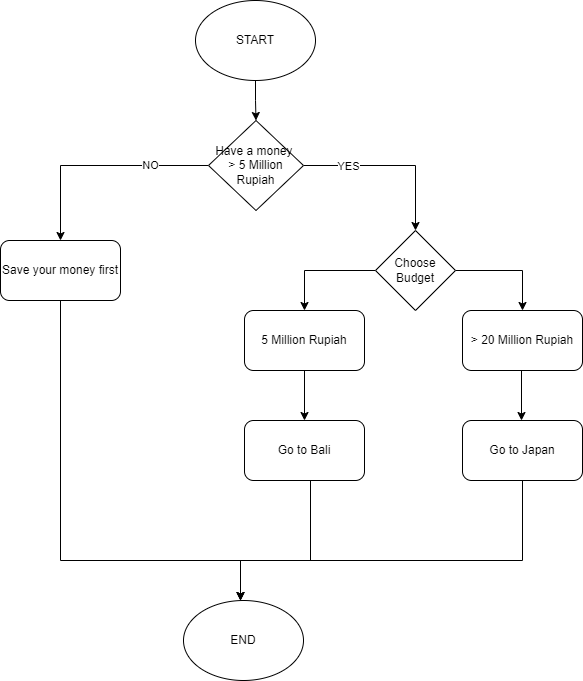 START
Have a money
> 5 Million
Rupiah
NO
YES
Save your money first
Choose
Budget
5 Million Rupiah
> 20 Million Rupiah
Go to Bali
Go to Japan
END